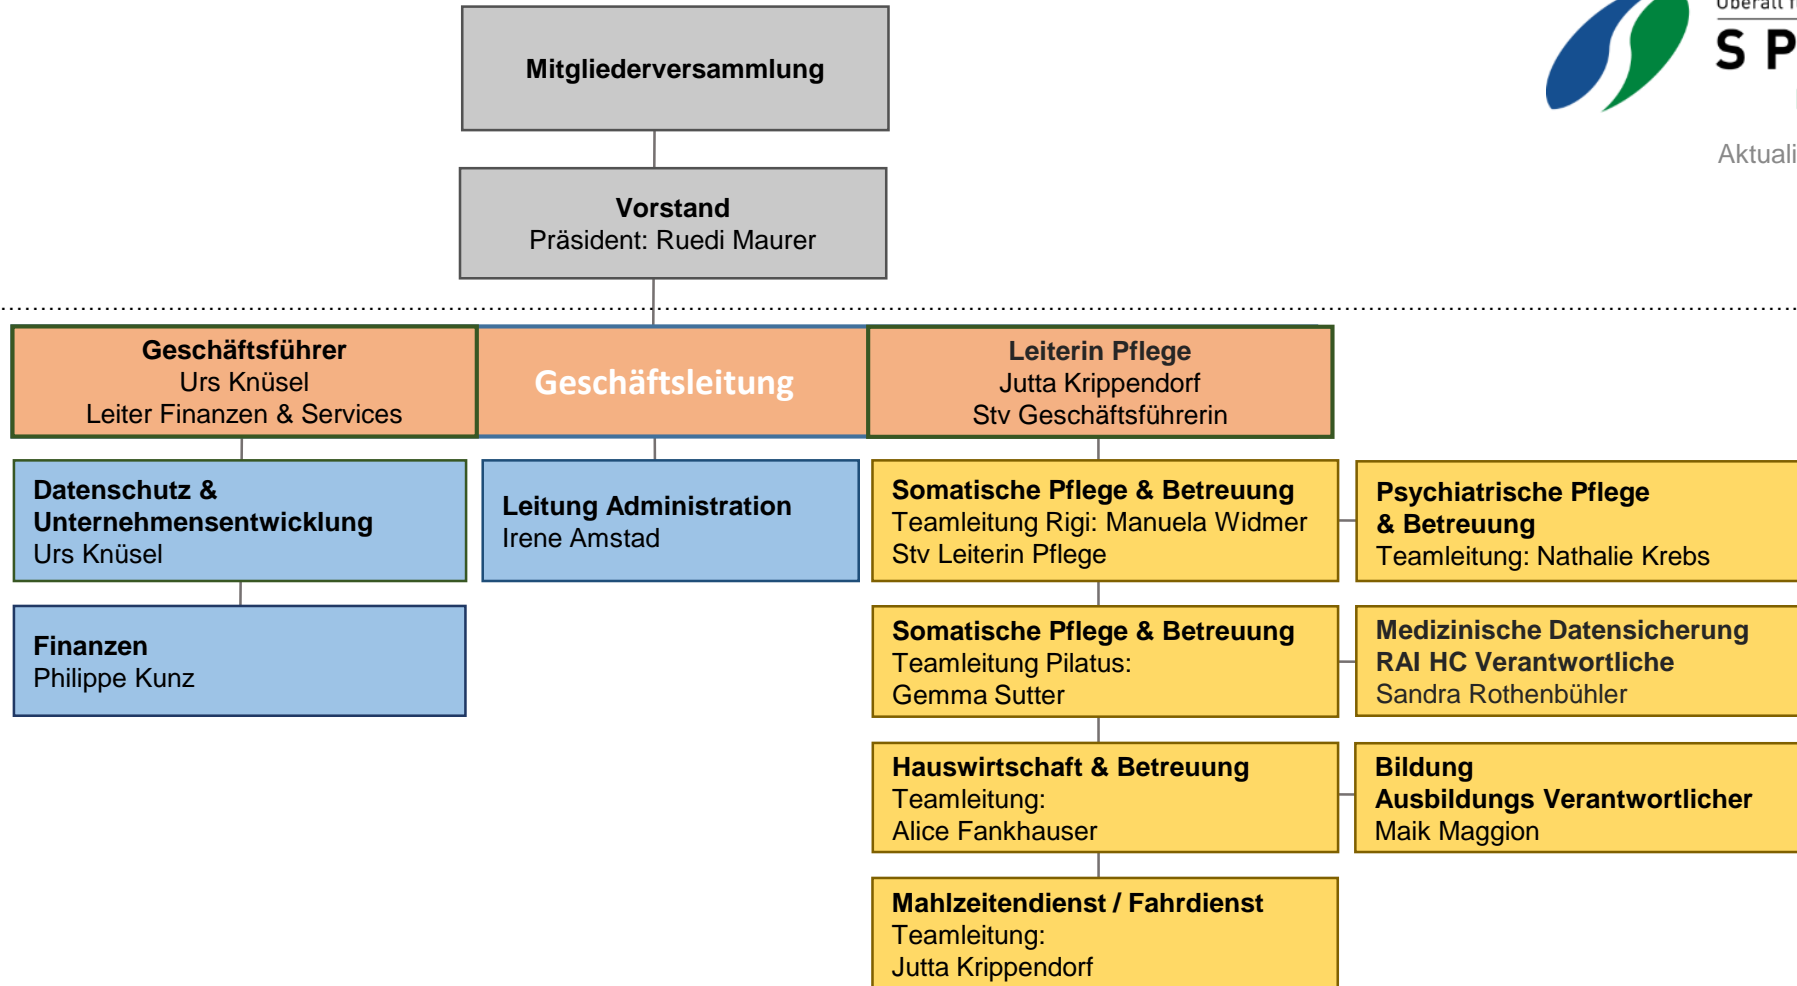 Mitgliederversammlung
Überall f
S P
Aktuali
Vorstand
Präsident: Ruedi Maurer
Geschäftsführer
Urs Knüsel
Leiter Finanzen & Services
Geschäftsleitung
Leiterin Pflege
Jutta Krippendorf
Stv Geschäftsführerin
Datenschutz &
Unternehmensentwicklung
Urs Knüsel
Leitung Administration
Irene Amstad
Somatische Pflege & Betreuung
Teamleitung Rigi: Manuela Widmer
Stv Leiterin Pflege
Psychiatrische Pflege
& Betreuung
Teamleitung: Nathalie Krebs
Finanzen
Philippe Kunz
Somatische Pflege & Betreuung
Teamleitung Pilatus:
Gemma Sutter
Medizinische Datensicherung
RAI HC Verantwortliche
Sandra Rothenbühler
Hauswirtschaft & Betreuung
Teamleitung:
Alice Fankhauser
Bildung
Ausbildungs Verantwortlicher
Maik Maggion
Mahlzeitendienst / Fahrdienst
Teamleitung:
Jutta Krippendorf